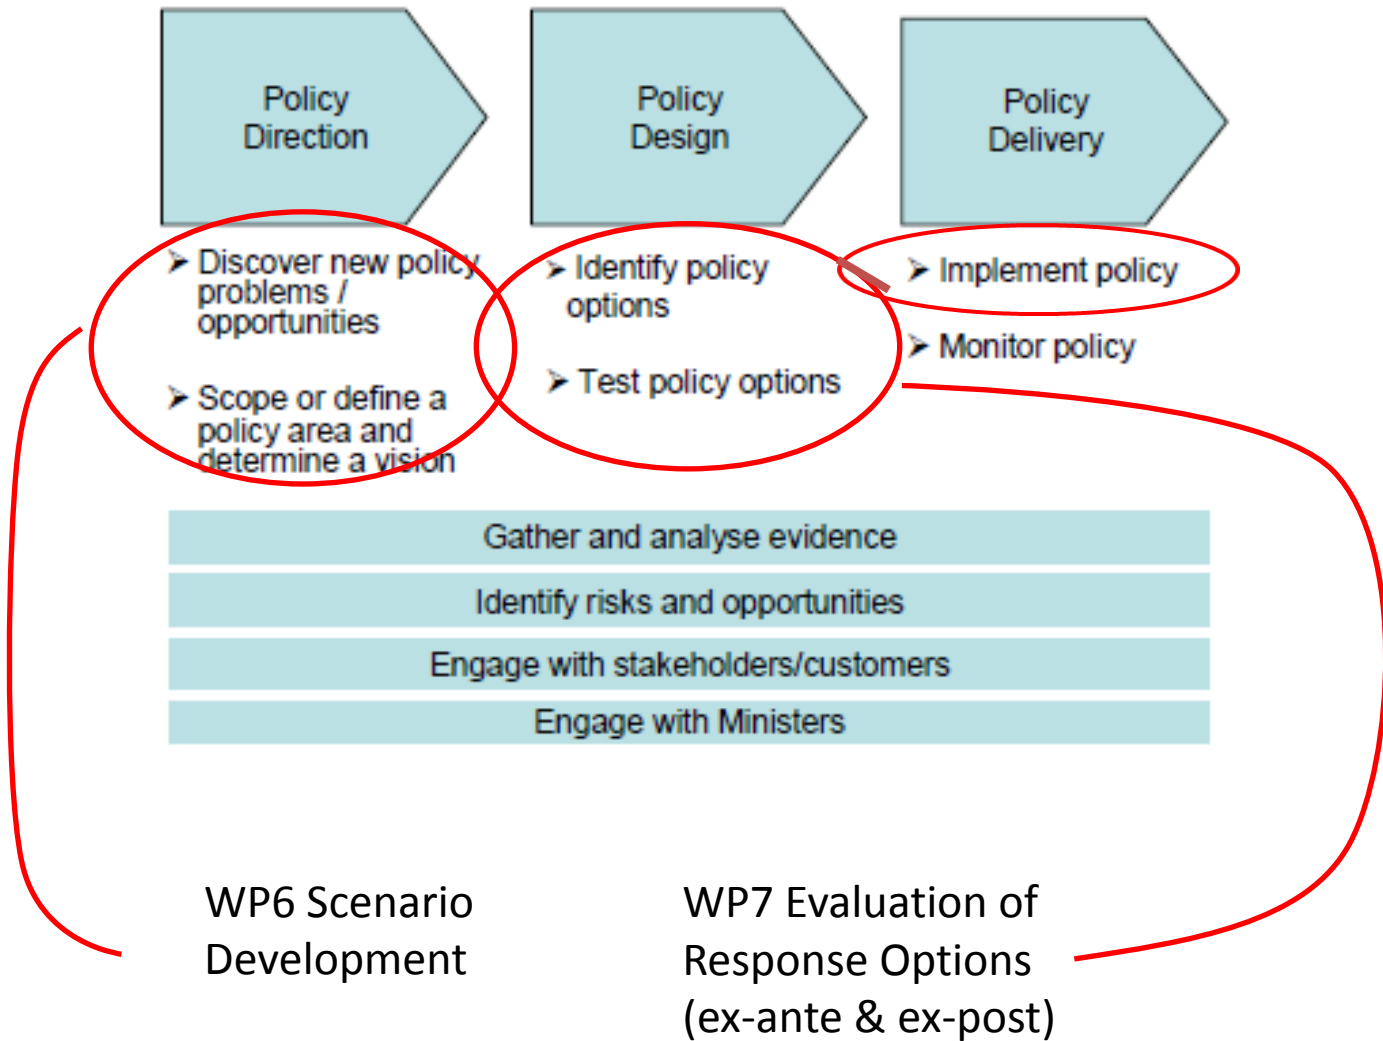 Policy
Direction
Policy
Design
Policy
Delivery
➢ Discover new policy
problems /
opportunities
➢ Scope or define a
policy area and
determine a vision
➢ Identify policy
options
➢ Test policy options
➢ Implement policy
➢ Monitor policy
Gather and analyse evidence
Identify risks and opportunities
Engage with stakeholders/customers
Engage with Ministers
WP6 Scenario
Development
WP7 Evaluation of
Response Options
(ex-ante & ex-post)